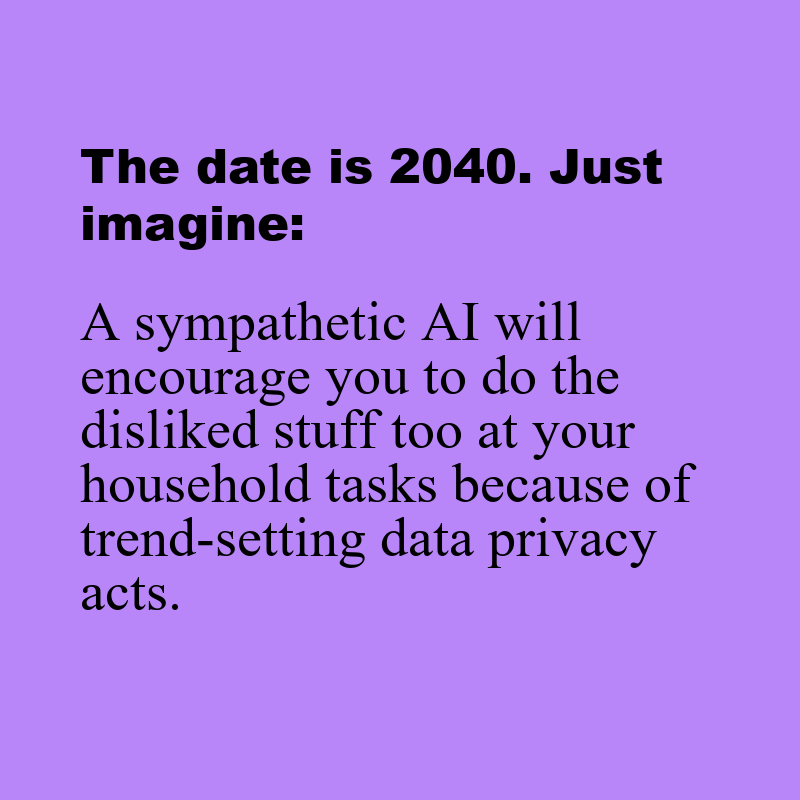 The date is 2040. Just
imagine:
A sympathetic AI will
encourage you to do the
disliked stuff too at your
household tasks because of
trend-setting data privacy
acts.